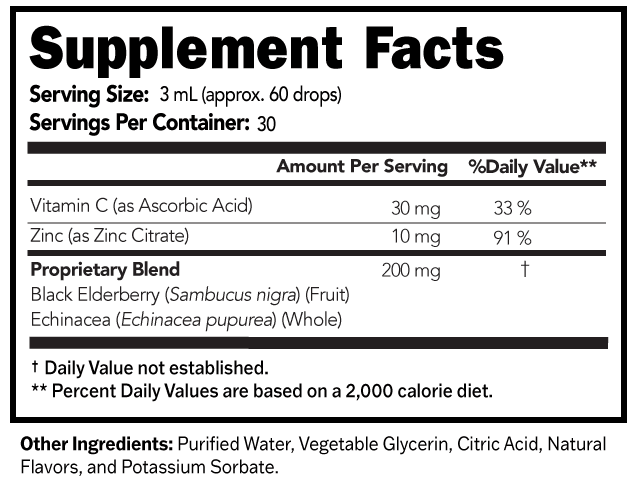 Supplement Facts
Serving Size: 3 mL (approx. 60 drops)
Servings Per Container: 30
Amount Per Serving %Daily Value**
Vitamin C (as Ascorbic Acid) 30 mg 33 %
Zinc (as Zinc Citrate) 10 mg 91 %
Proprietary Blend 200 mg †
Black Elderberry (Sambucus nigra) (Fruit)
Echinacea (Echinacea pupurea) (Whole)
† Daily Value not established.
** Percent Daily Values are based on a 2,000 calorie diet.
Other Ingredients: Purified Water, Vegetable Glycerin, Citric Acid, Natural
Flavors, and Potassium Sorbate.